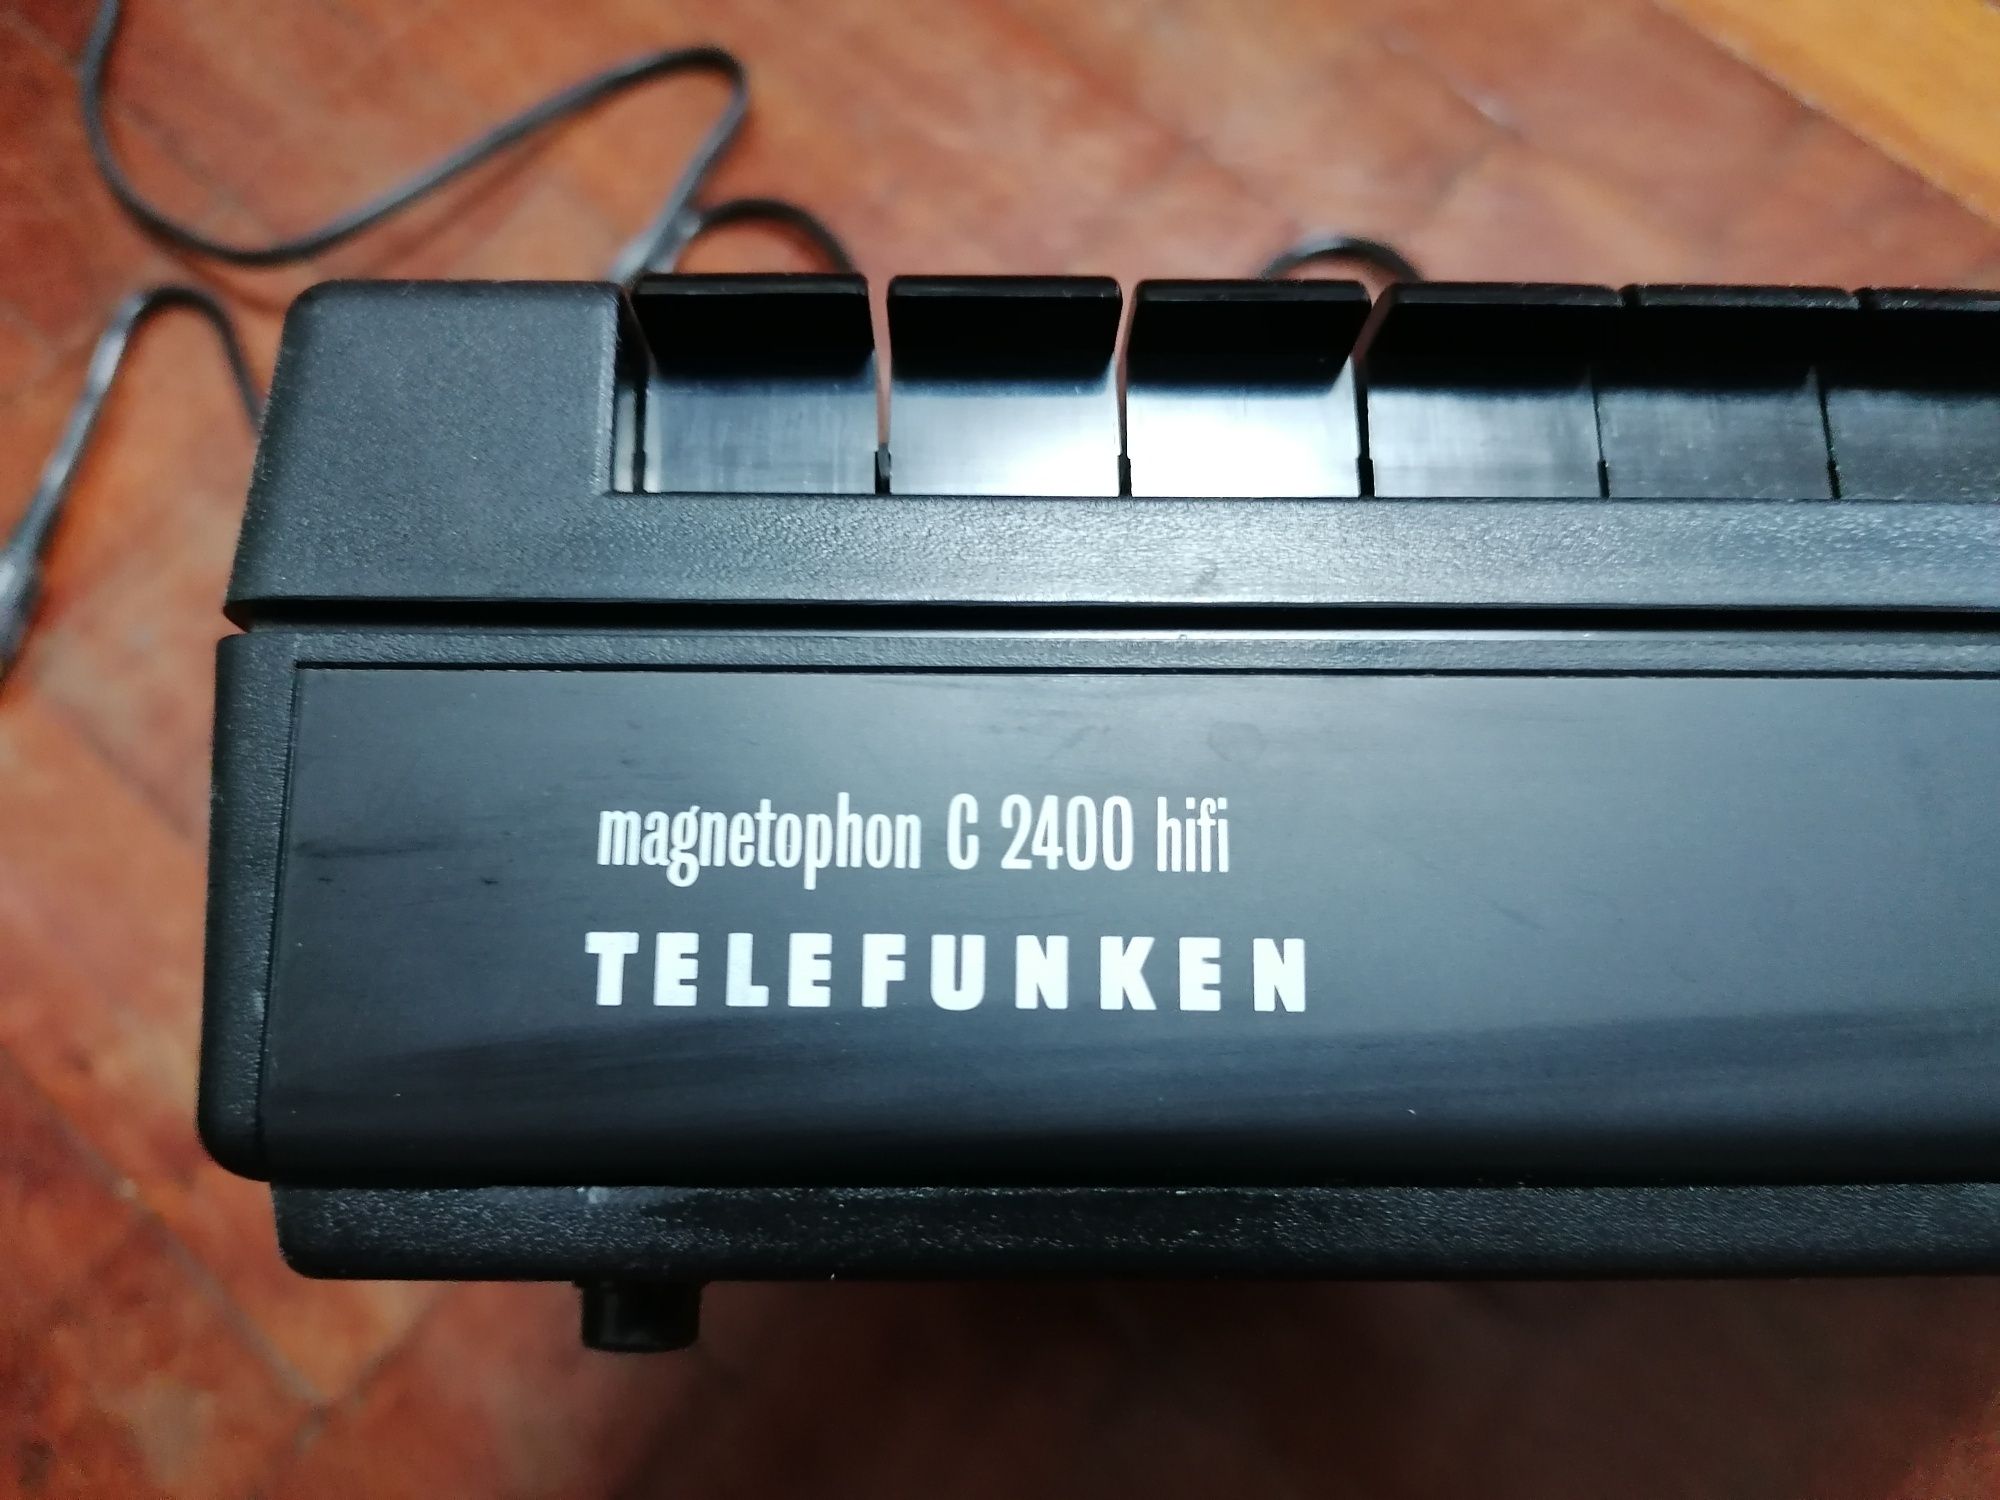 magnetophon C 2400 hifi
TELEFUNKEN